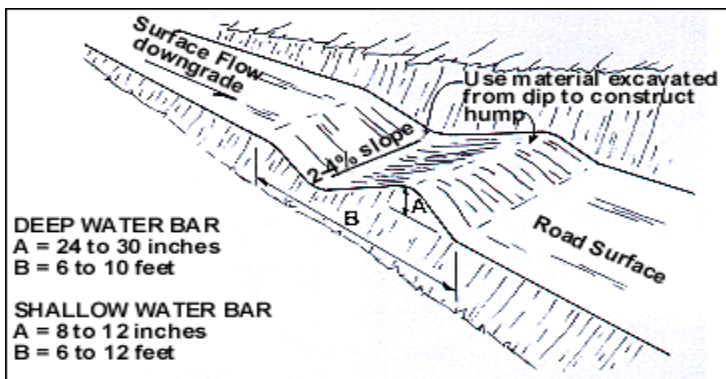 Surface Flow
downgrade
Use material excavated
from dip to construct
hump
2-4% slope
A
B
Road Surface
DEEP WATER BAR
A = 24 to 30 inches
B = 6 to 10 feet
SHALLOW WATER BAR
A = 8 to 12 inches
B = 6 to 12 feet